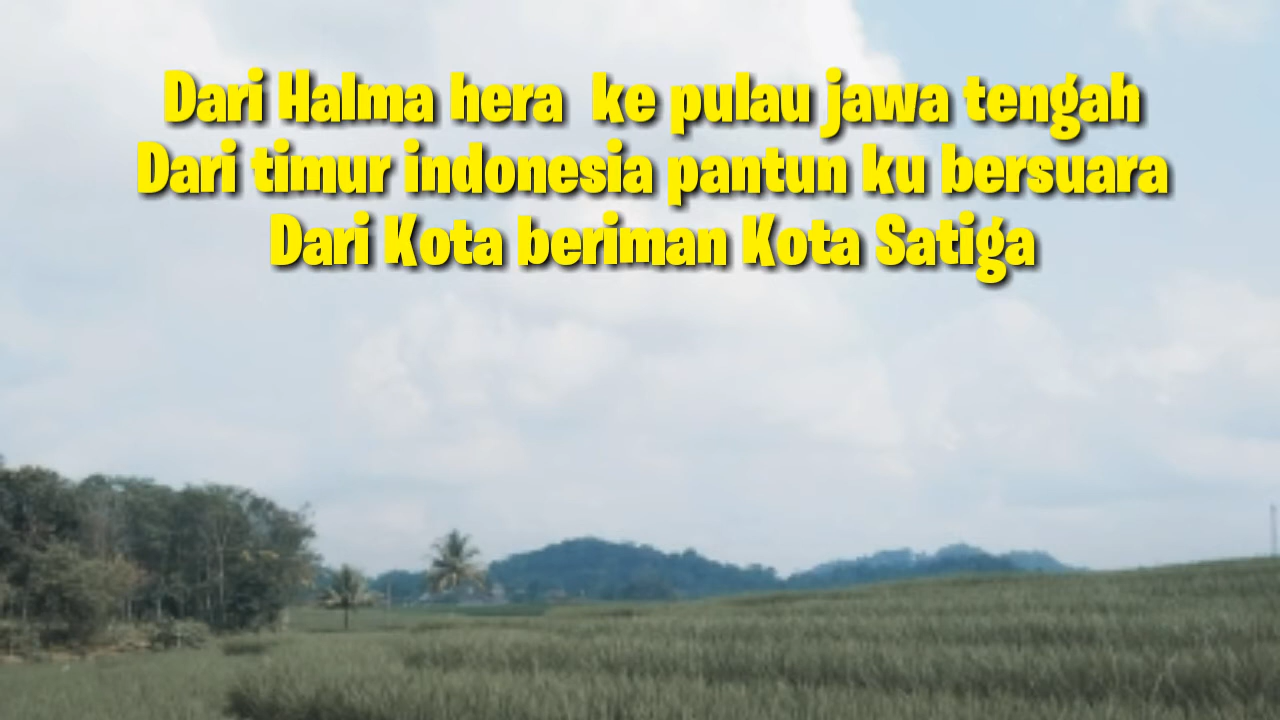 Dari Halma hera ke pulau jawa tengah
Dari timur indonesia pantun ku bersuara
Dari Kota beriman Kota Satiga